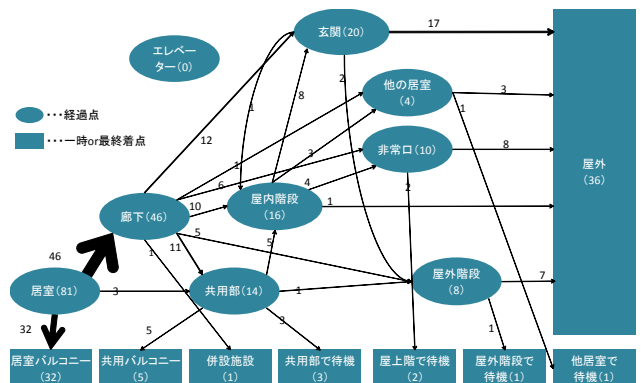 玄関(20)
17
エレベー
ター(0)
2
他の居室
(4)
3
1
8
1
●・・・経過点
■・・・一時or最終着点
12
1
3
非常口(10)
8
屋外
(36)
6
4
2
廊下(46)
10
屋内階段
(16)
1
46
1
11
5
5
居室(81)
3
共用部(14)
1
屋外階段
(8)
7
32
5
3
1
居室バルコニー
(32)
共用バルコニー
(5)
併設施設
(1)
共用部で待機
(3)
屋上階で待機
(2)
屋外階段で
待機(1)
他居室で
待機(1)